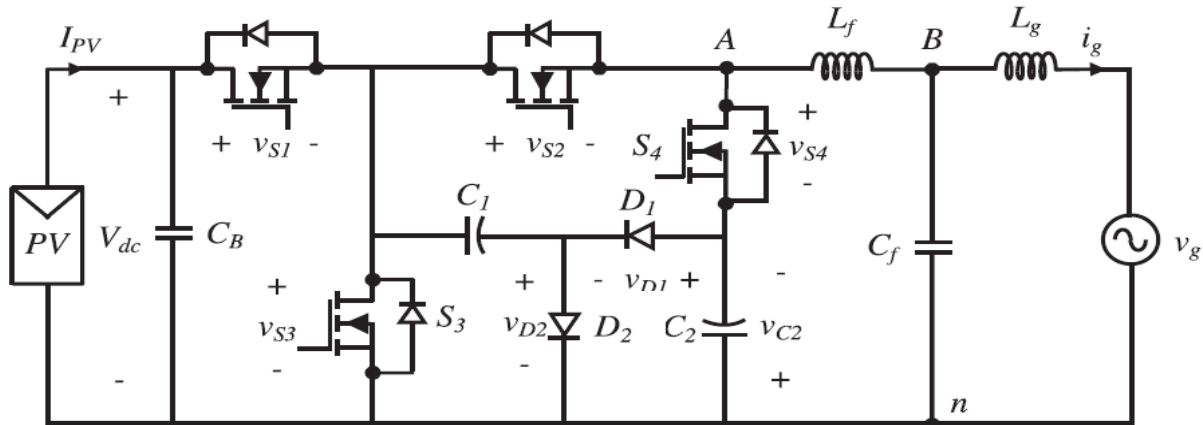 I_PV
A
L_f
B
L_g
i_g
+
+ v_S1 -
+ v_S2 -
S_4
+
v_S4
-
C_1
D_1
PV
V_dc
C_B
C_f
v_g
- v_D1 +
-
+
v_S3
-
S_3
+
v_D2
-
D_2
C_2
v_C2
+
-
n